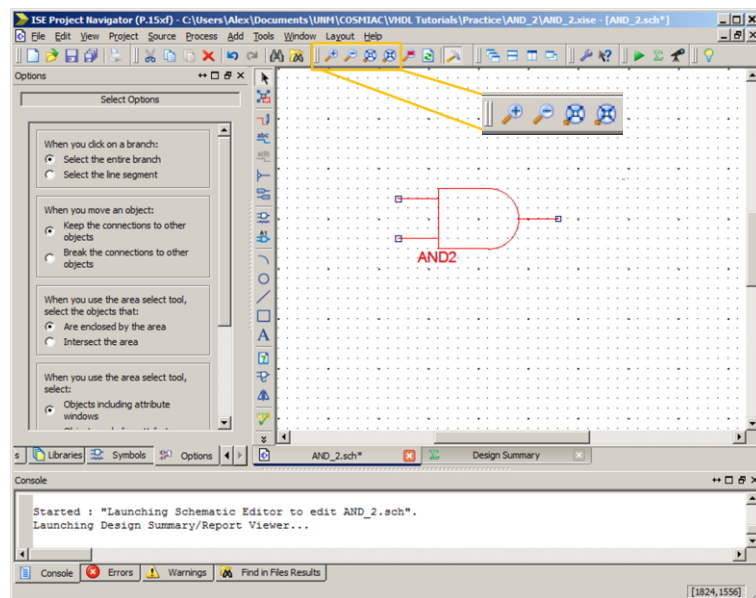 ISE Project Navigator (P.15xf) - C:\Users\Alex\Documents\UNM\COSMIAC\VHDL Tutorials\Practice\AND_2\AND_2.xise - [AND_2.sch*]
File Edit View Project Source Process Add Tools Window Layout Help
Options
Select Options
When you click on a branch:
Select the entire branch
Select the line segment
When you move an object:
Keep the connections to other
objects
Break the connections to other
objects
When you use the area select tool,
select the objects that:
Are enclosed by the area
Intersect the area
When you use the area select tool,
select:
Objects including attribute
windows
abc
A1
A
AND2
s Libraries Symbols Options
AND_2.sch* Design Summary
Console
Started : "Launching Schematic Editor to edit AND_2.sch".
Launching Design Summary/Report Viewer...
Console Errors Warnings Find in Files Results
[1824,1556]